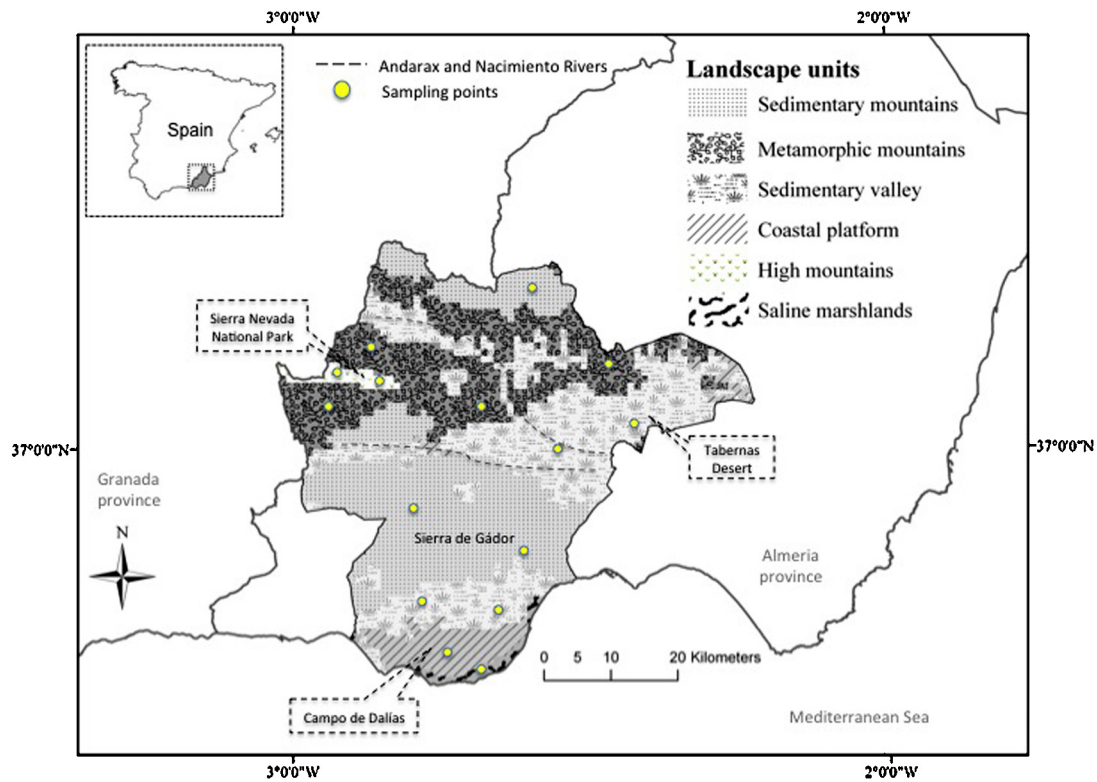 3°0'0"W
2°0'0"W
Spain
Andarax and Nacimiento Rivers
Sampling points
Landscape units
Sedimentary mountains
Metamorphic mountains
Sedimentary valley
Coastal platform
High mountains
Saline marshlands
Sierra Nevada
National Park
37°0'0"N
37°0'0"N
Tabernas
Desert
Granada
province
N
Sierra de Gádor
Almeria
province
0 5 10 20 Kilometers
Campo de Dalías
Mediterranean Sea
3°0'0"W
2°0'0"W